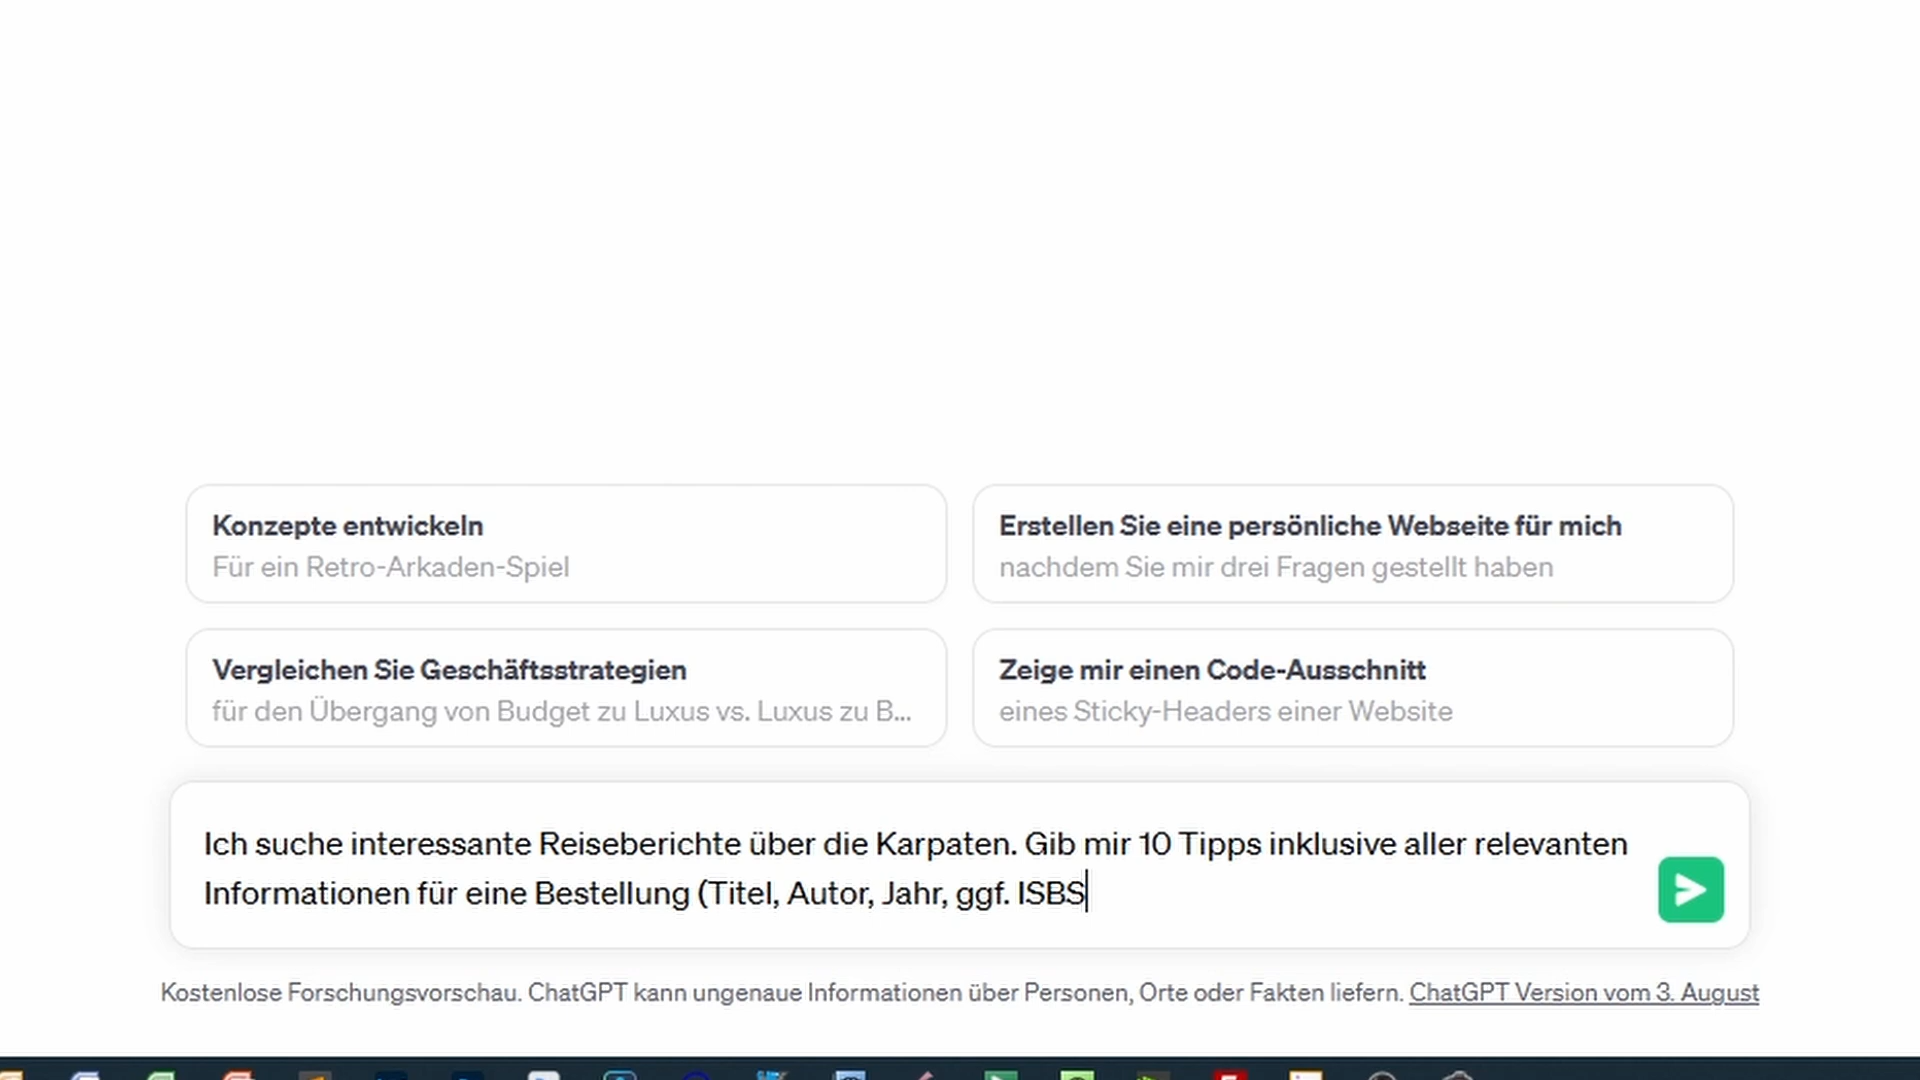 Konzepte entwickeln
Für ein Retro-Arkaden-Spiel
Erstellen Sie eine persönliche Webseite für mich
nachdem Sie mir drei Fragen gestellt haben
Vergleichen Sie Geschäftsstrategien
für den Übergang von Budget zu Luxus vs. Luxus zu B...
Zeige mir einen Code-Ausschnitt
eines Sticky-Headers einer Website
Ich suche interessante Reiseberichte über die Karpaten. Gib mir 10 Tipps inklusive aller relevanten
Informationen für eine Bestellung (Titel, Autor, Jahr, ggf. ISBS
Kostenlose Forschungsvorschau. ChatGPT kann ungenaue Informationen über Personen, Orte oder Fakten liefern. ChatGPT Version vom 3. August